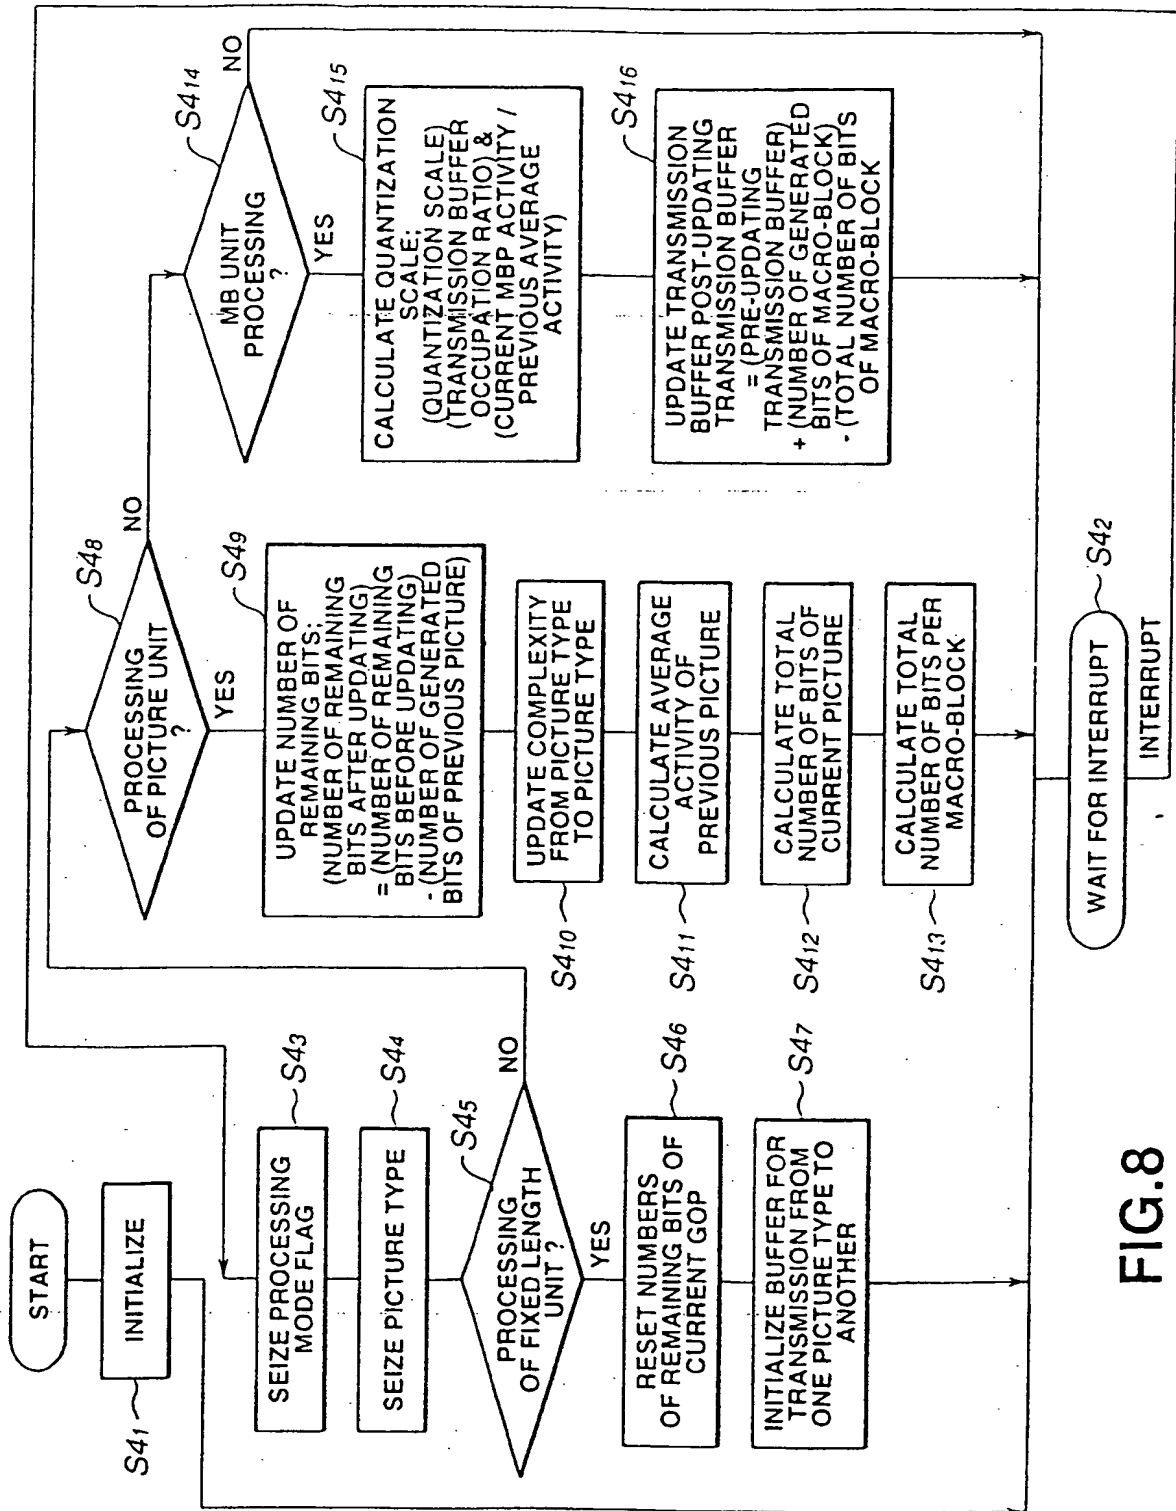 START
S41
INITIALIZE
S43
SEIZE PROCESSING
MODE FLAG
S44
SEIZE PICTURE TYPE
S45
PROCESSING
OF FIXED LENGTH
UNIT ?
NO
YES
S46
RESET NUMBERS
OF REMAINING BITS OF
CURRENT GOP
S47
INITIALIZE BUFFER FOR
TRANSMISSION FROM
ONE PICTURE TYPE TO
ANOTHER
S48
PROCESSING
OF PICTURE UNIT
?
NO
YES
S49
UPDATE NUMBER OF
REMAINING BITS;
(NUMBER OF REMAINING
BITS AFTER UPDATING)
= (NUMBER OF REMAINING
BITS BEFORE UPDATING)
- (NUMBER OF GENERATED
BITS OF PREVIOUS PICTURE)
S410
UPDATE COMPLEXITY
FROM PICTURE TYPE
TO PICTURE TYPE
S411
CALCULATE AVERAGE
ACTIVITY OF
PREVIOUS PICTURE
S412
CALCULATE TOTAL
NUMBER OF BITS OF
CURRENT PICTURE
S413
CALCULATE TOTAL
NUMBER OF BITS PER
MACRO-BLOCK
S414
MB UNIT
PROCESSING
?
NO
YES
S415
CALCULATE QUANTIZATION
SCALE;
(QUANTIZATION SCALE)
(TRANSMISSION BUFFER
OCCUPATION RATIO) &
(CURRENT MBP ACTIVITY /
PREVIOUS AVERAGE
ACTIVITY)
S416
UPDATE TRANSMISSION
BUFFER POST-UPDATING
TRANSMISSION BUFFER
= (PRE-UPDATING
TRANSMISSION BUFFER)
+ (NUMBER OF GENERATED
BITS OF MACRO-BLOCK)
- (TOTAL NUMBER OF BITS
OF MACRO-BLOCK
S42
WAIT FOR INTERRUPT
INTERRUPT
FIG.8